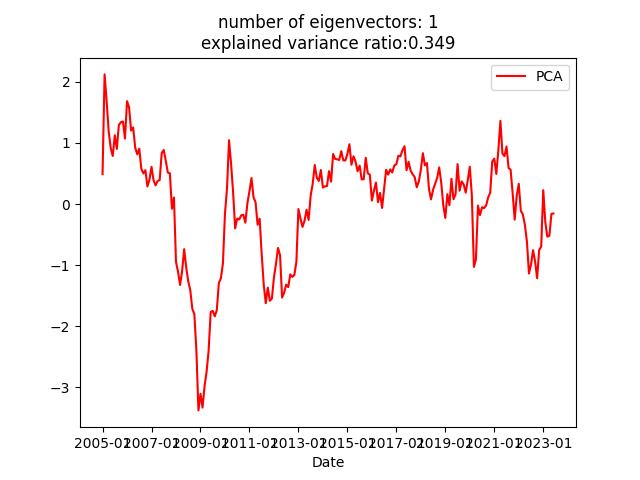 number of eigenvectors: 1
explained variance ratio:0.349
PCA
2
1
0
−1
−2
−3
2005-01 2007-01 2009-01 2011-01 2013-01 2015-01 2017-01 2019-01 2021-01 2023-01
Date